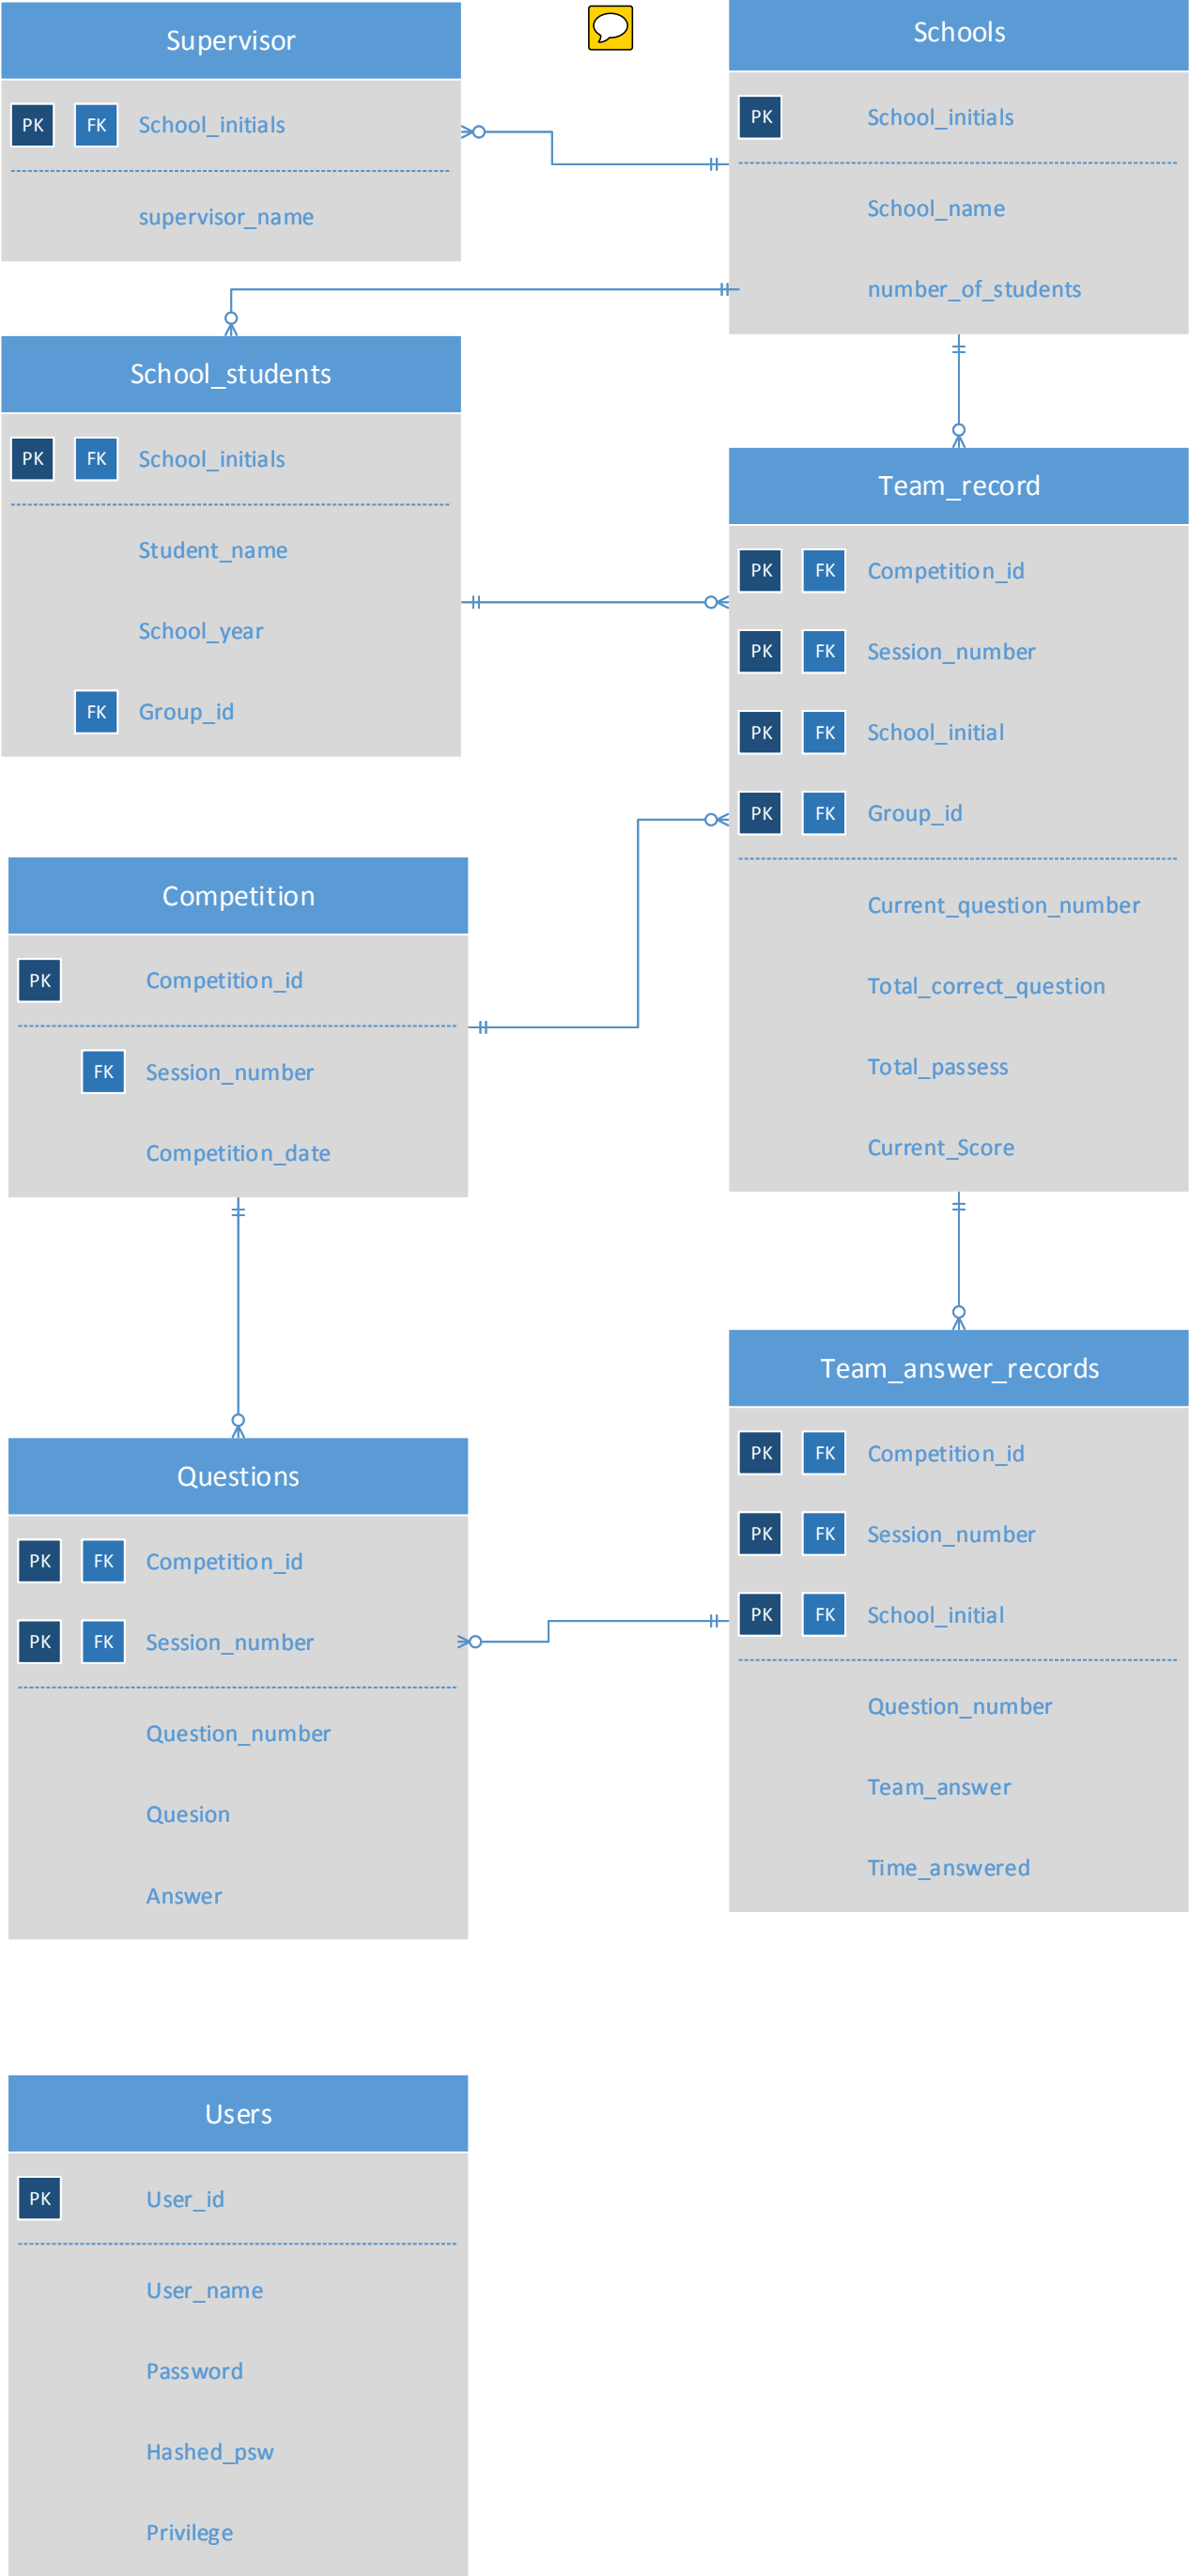 Supervisor
PK FK School_initials
supervisor_name
Schools
PK School_initials
School_name
number_of_students
School_students
PK FK School_initials
Student_name
School_year
FK Group_id
Team_record
PK FK Competition_id
PK FK Session_number
PK FK School_initial
PK FK Group_id
Current_question_number
Total_correct_question
Total_passess
Current_Score
Competition
PK Competition_id
FK Session_number
Competition_date
Team_answer_records
PK FK Competition_id
PK FK Session_number
PK FK School_initial
Question_number
Team_answer
Time_answered
Questions
PK FK Competition_id
PK FK Session_number
Question_number
Quesion
Answer
Users
PK User_id
User_name
Password
Hashed_psw
Privilege